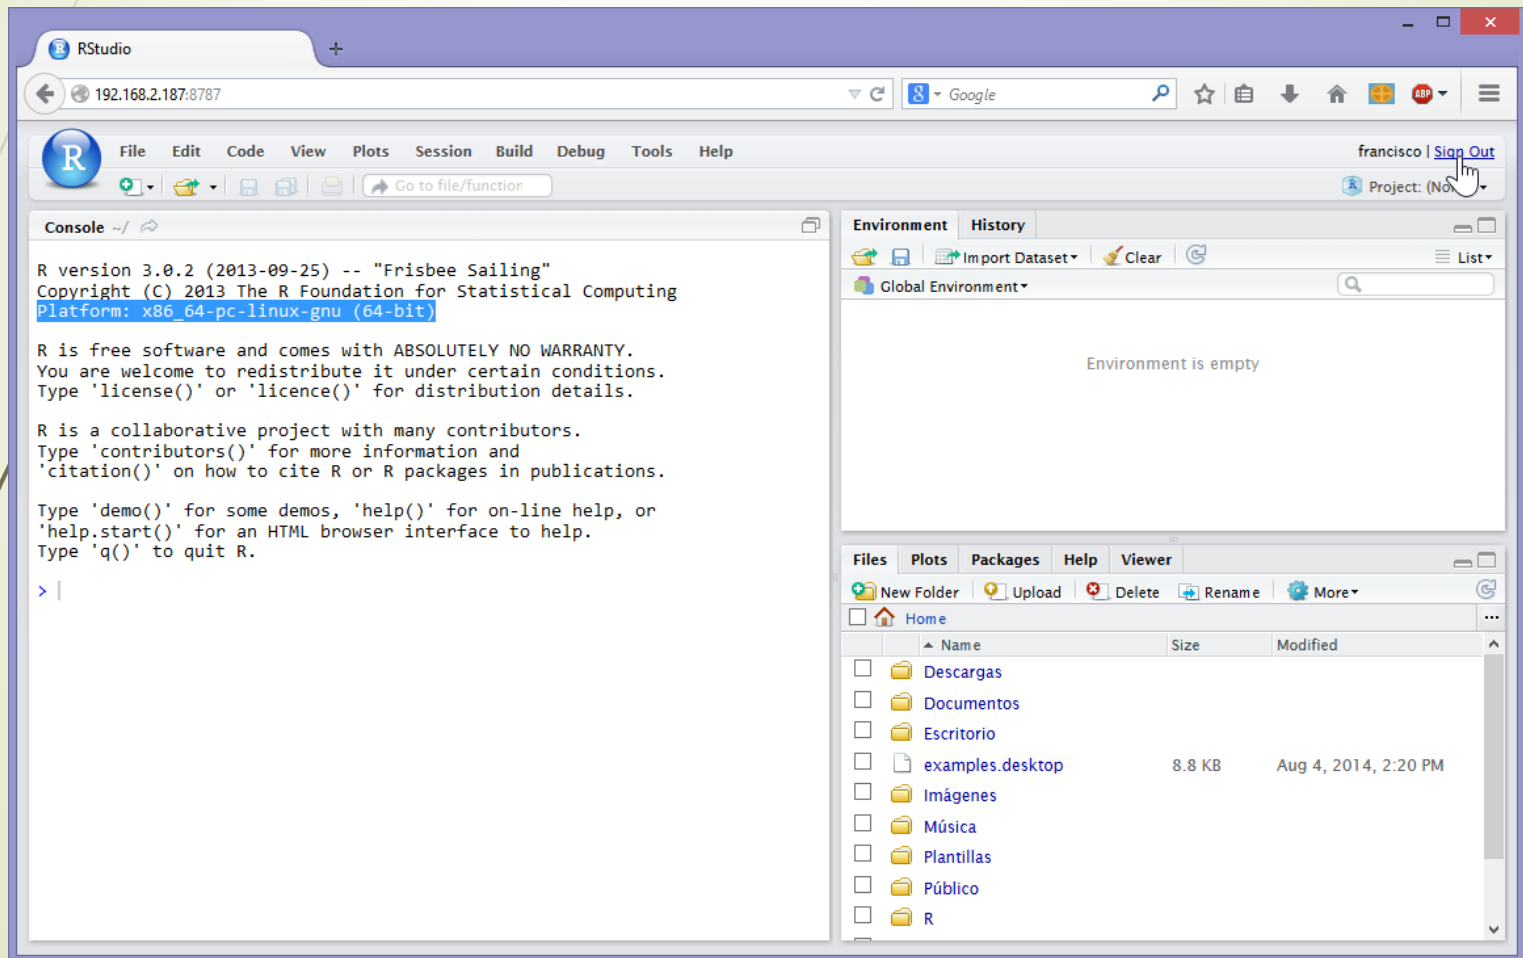 RStudio
192.168.2.187:8787
Google
ABP
R
File Edit Code View Plots Session Build Debug Tools Help
francisco | Sign Out
Go to file/function
Project:
Console ~/
R version 3.0.2 (2013-09-25) -- "Frisbee Sailing"
Copyright (C) 2013 The R Foundation for Statistical Computing
Platform: x86_64-pc-linux-gnu (64-bit)
R is free software and comes with ABSOLUTELY NO WARRANTY.
You are welcome to redistribute it under certain conditions.
Type 'license()' or 'licence()' for distribution details.
R is a collaborative project with many contributors.
Type 'contributors()' for more information and
'citation()' on how to cite R or R packages in publications.
Type 'demo()' for some demos, 'help()' for on-line help, or
'help.start()' for an HTML browser interface to help.
Type 'q()' to quit R.
>
Environment History
Import Dataset Clear List
Global Environment
Environment is empty
Files Plots Packages Help Viewer
New Folder Upload Delete Rename More
Home ...
Name Size Modified
Descargas
Documentos
Escritorio
examples.desktop 8.8 KB Aug 4, 2014, 2:20 PM
Imágenes
Música
Plantillas
Público
R